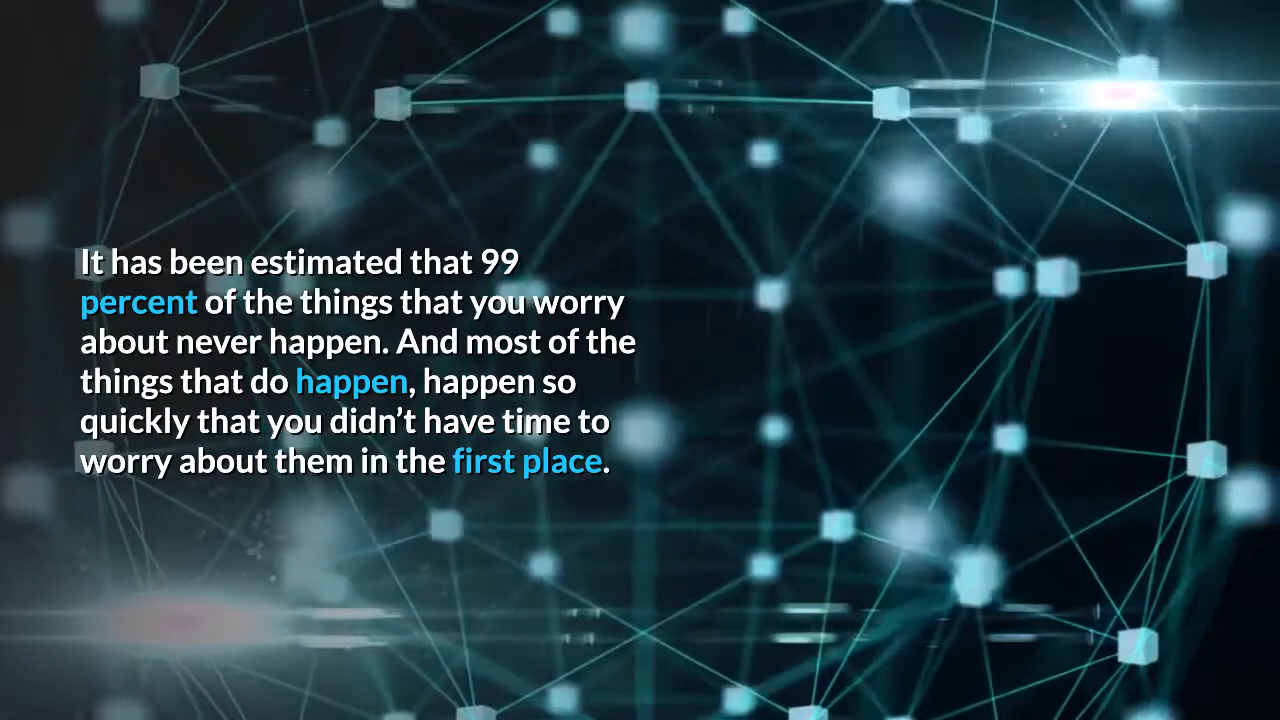 It has been estimated that 99
percent of the things that you worry
about never happen. And most of the
things that do happen, happen so
quickly that you didn’t have time to
worry about them in the first place.